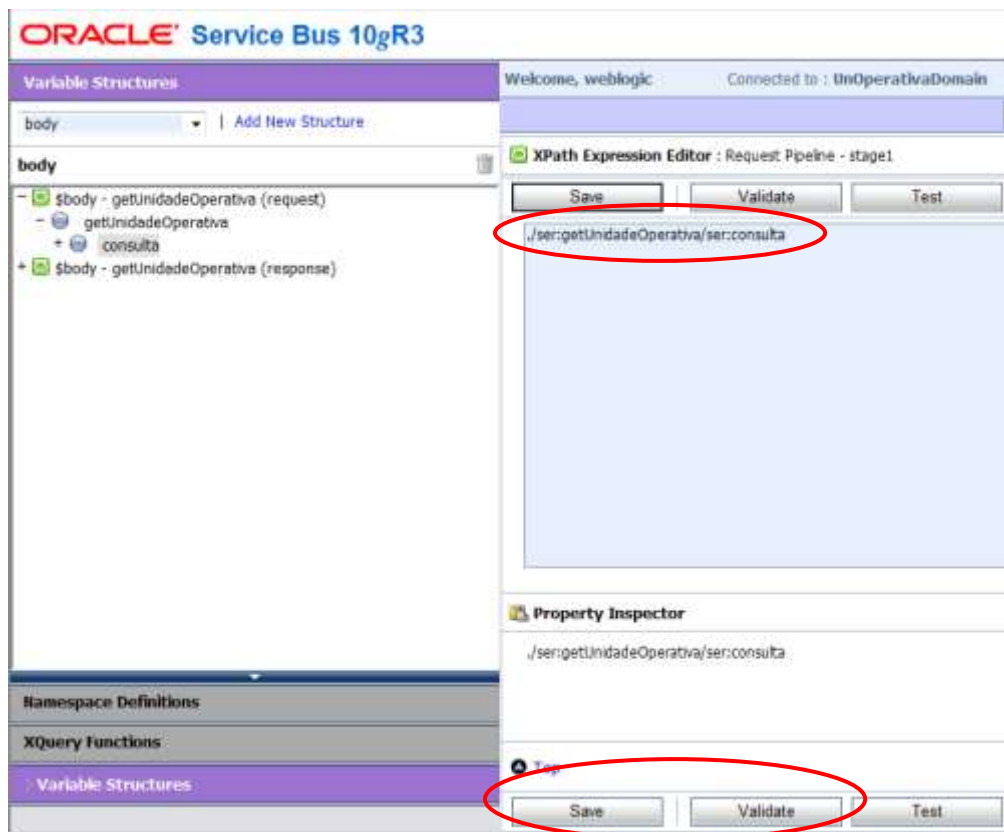 ORACLE Service Bus 10gR3
Variable Structures
body | Add New Structure
body
$body - getUnidadeOperativa (request)
getUnidadeOperativa
consulta
$body - getUnidadeOperativa (response)
Namespace Definitions
XQuery Functions
Variable Structures
Welcome, weblogic Connected to : UnOperativaDomain
XPath Expression Editor : Request Pipeline - stage1
Save Validate Test
./ser:getUnidadeOperativa/ser:consulta
Property Inspector
./ser:getUnidadeOperativa/ser:consulta
Top
Save Validate Test